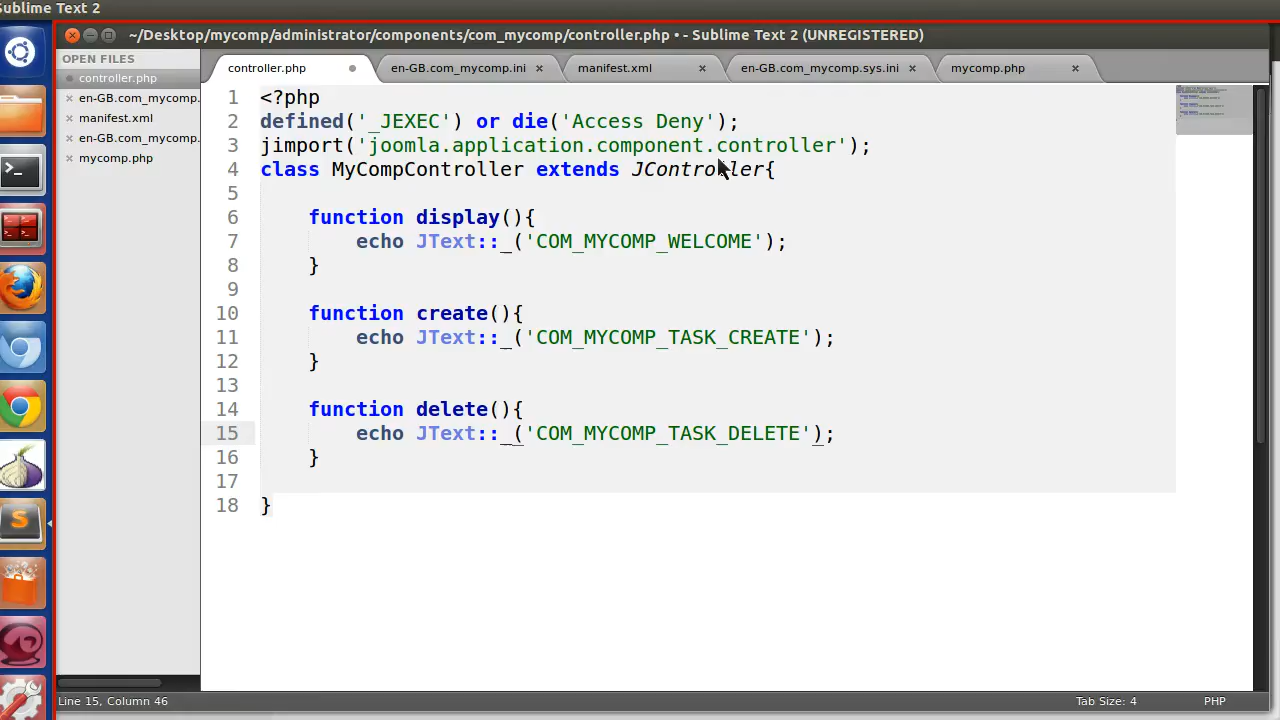 Sublime Text 2
~/Desktop/mycomp/administrator/components/com_mycomp/controller.php • - Sublime Text 2 (UNREGISTERED)
OPEN FILES
controller.php
en-GB.com_mycomp.
manifest.xml
en-GB.com_mycomp.
mycomp.php
controller.php
en-GB.com_mycomp.ini
manifest.xml
en-GB.com_mycomp.sys.ini
mycomp.php
1 <?php
2 defined('_JEXEC') or die('Access Deny');
3 jimport('joomla.application.component.controller');
4 class MyCompController extends JController{
5
6 function display(){
7 echo JText::_('COM_MYCOMP_WELCOME');
8 }
9
10 function create(){
11 echo JText::_('COM_MYCOMP_TASK_CREATE');
12 }
13
14 function delete(){
15 echo JText::_('COM_MYCOMP_TASK_DELETE');
16 }
17
18 }
Line 15, Column 46
Tab Size: 4
PHP